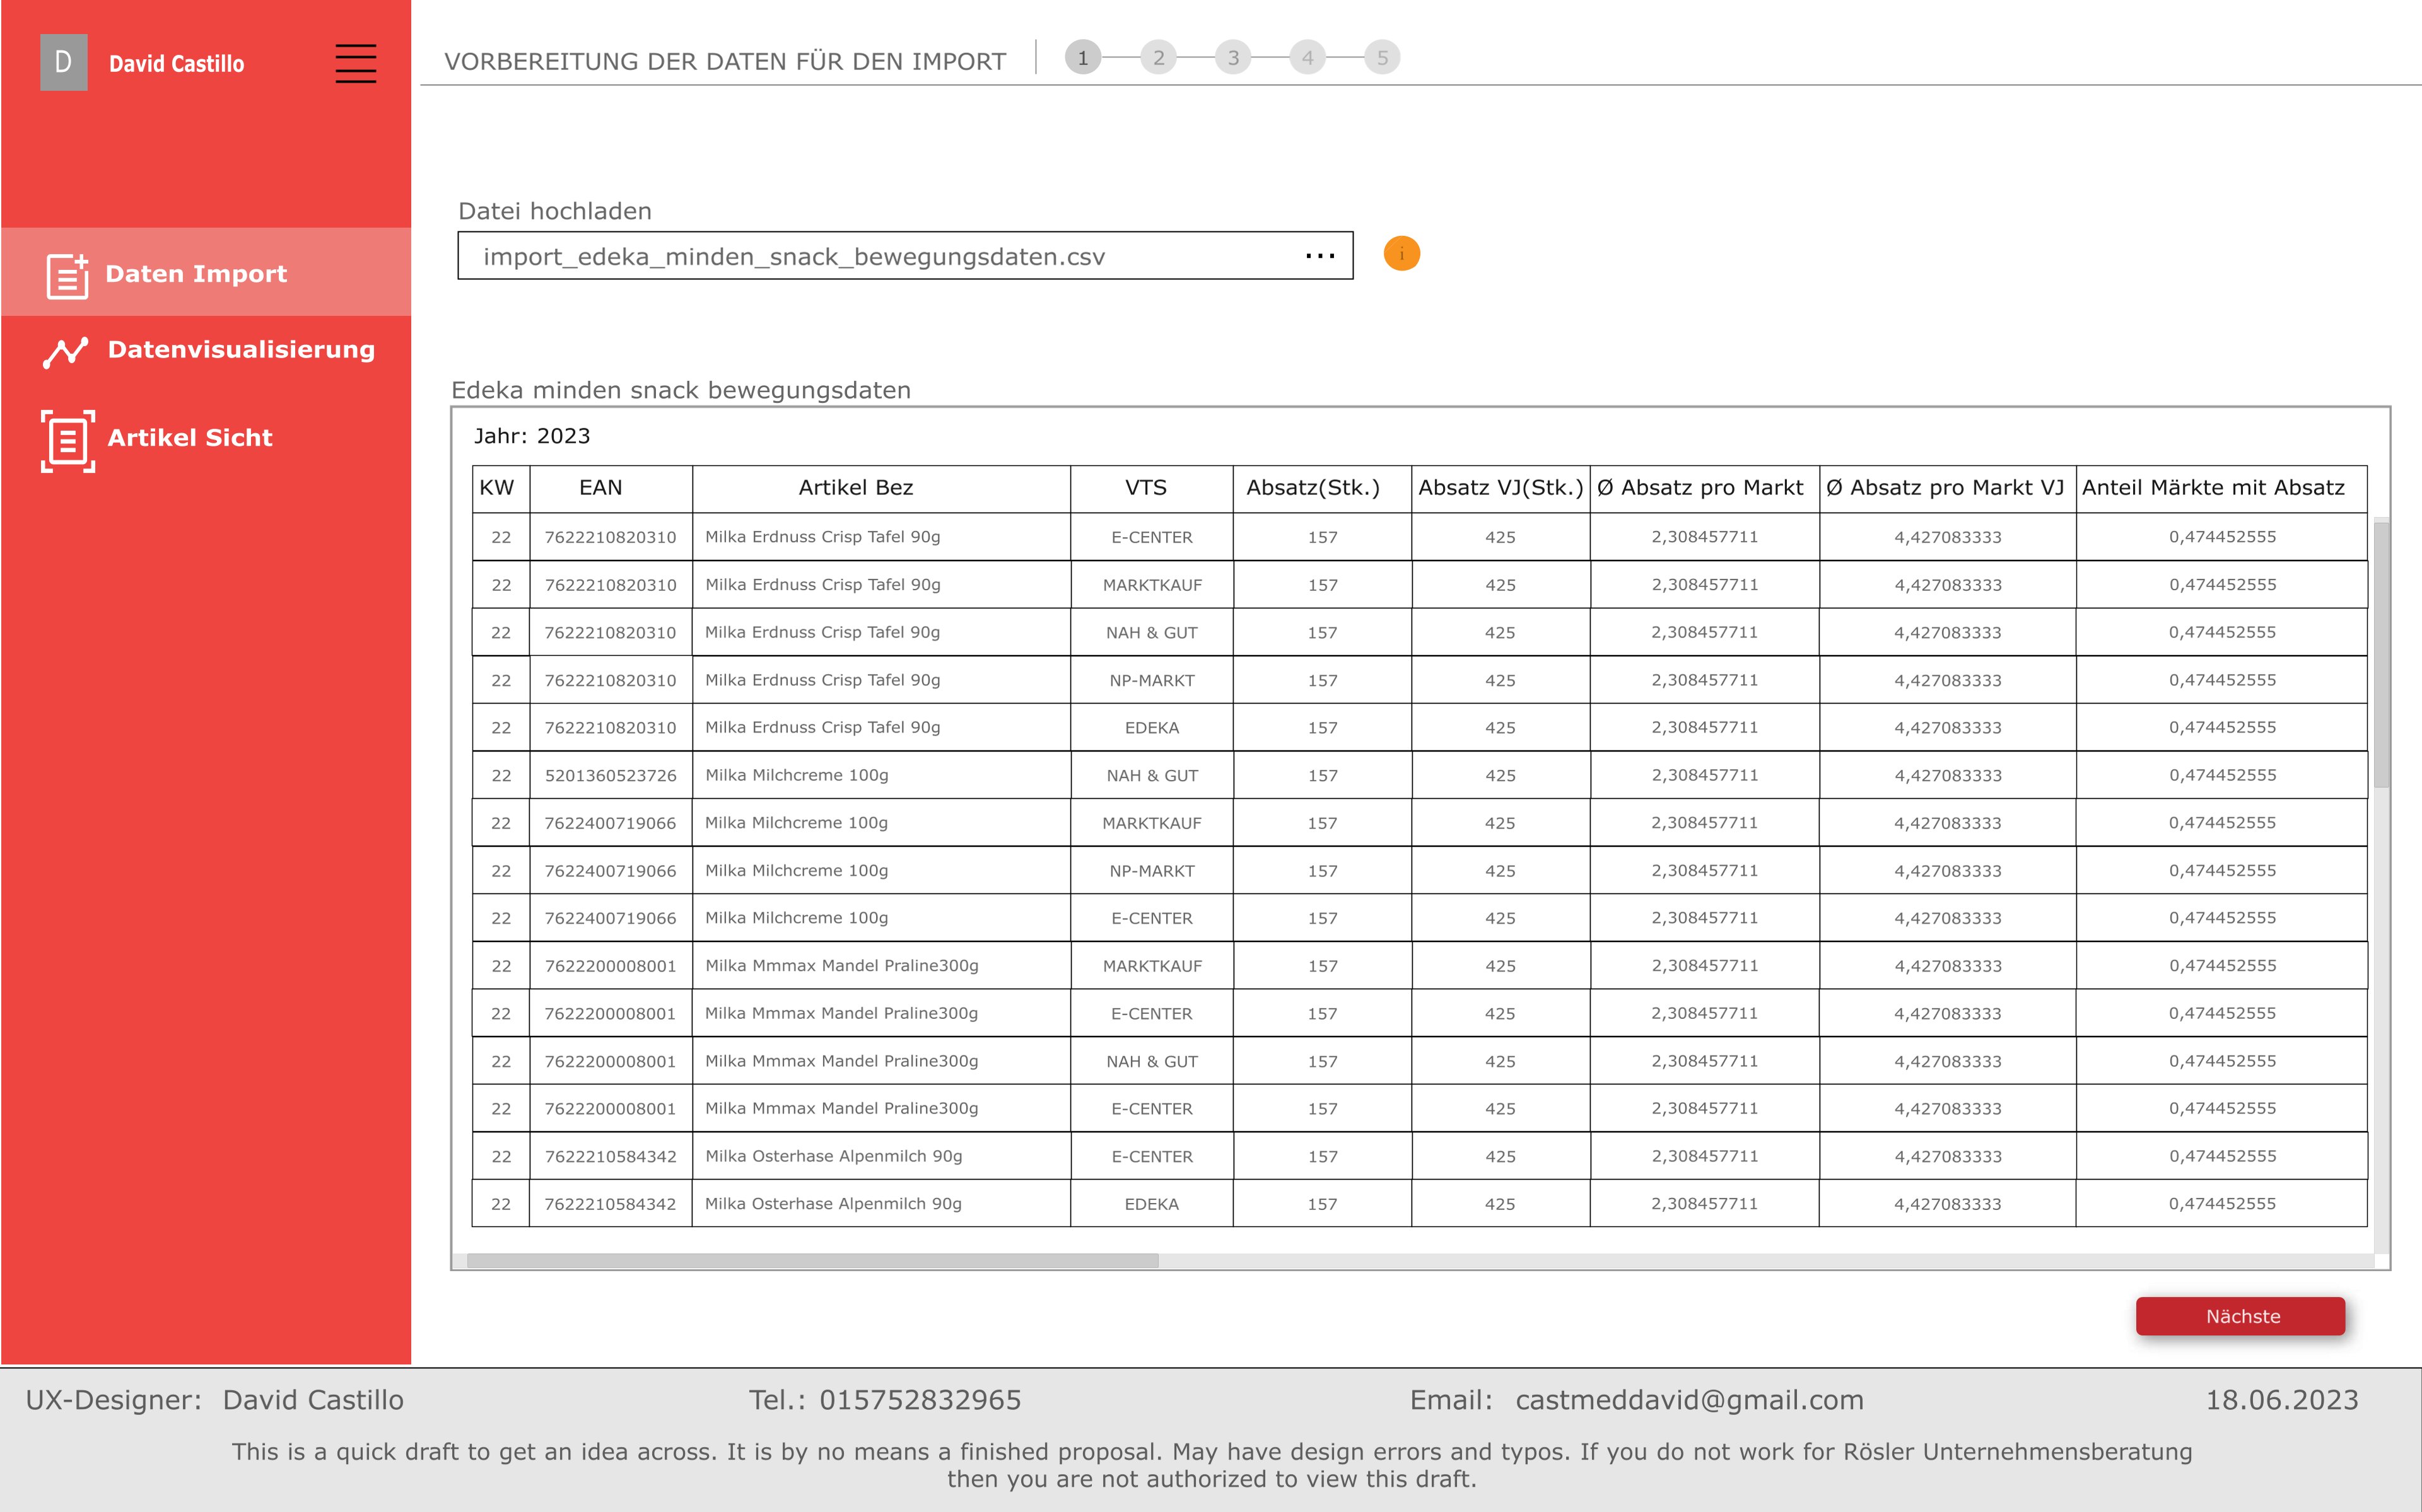 D David Castillo
VORBEREITUNG DER DATEN FÜR DEN IMPORT 1 2 3 4 5
Daten Import
Datenvisualisierung
Artikel Sicht
Datei hochladen
import_edeka_minden_snack_bewegungsdaten.csv ... i
Edeka minden snack bewegungsdaten
Jahr: 2023
KW EAN Artikel Bez VTS Absatz(Stk.) Absatz VJ(Stk.) Ø Absatz pro Markt Ø Absatz pro Markt VJ Anteil Märkte mit Absatz
22 7622210820310 Milka Erdnuss Crisp Tafel 90g E-CENTER 157 425 2,308457711 4,427083333 0,474452555
22 7622210820310 Milka Erdnuss Crisp Tafel 90g MARKTKAUF 157 425 2,308457711 4,427083333 0,474452555
22 7622210820310 Milka Erdnuss Crisp Tafel 90g NAH & GUT 157 425 2,308457711 4,427083333 0,474452555
22 7622210820310 Milka Erdnuss Crisp Tafel 90g NP-MARKT 157 425 2,308457711 4,427083333 0,474452555
22 7622210820310 Milka Erdnuss Crisp Tafel 90g EDEKA 157 425 2,308457711 4,427083333 0,474452555
22 5201360523726 Milka Milchcreme 100g NAH & GUT 157 425 2,308457711 4,427083333 0,474452555
22 7622400719066 Milka Milchcreme 100g MARKTKAUF 157 425 2,308457711 4,427083333 0,474452555
22 7622400719066 Milka Milchcreme 100g NP-MARKT 157 425 2,308457711 4,427083333 0,474452555
22 7622400719066 Milka Milchcreme 100g E-CENTER 157 425 2,308457711 4,427083333 0,474452555
22 7622200008001 Milka Mmmax Mandel Praline300g MARKTKAUF 157 425 2,308457711 4,427083333 0,474452555
22 7622200008001 Milka Mmmax Mandel Praline300g E-CENTER 157 425 2,308457711 4,427083333 0,474452555
22 7622200008001 Milka Mmmax Mandel Praline300g NAH & GUT 157 425 2,308457711 4,427083333 0,474452555
22 7622200008001 Milka Mmmax Mandel Praline300g E-CENTER 157 425 2,308457711 4,427083333 0,474452555
22 7622210584342 Milka Osterhase Alpenmilch 90g E-CENTER 157 425 2,308457711 4,427083333 0,474452555
22 7622210584342 Milka Osterhase Alpenmilch 90g EDEKA 157 425 2,308457711 4,427083333 0,474452555
Nächste
UX-Designer: David Castillo Tel.: 015752832965 Email: castmeddavid@gmail.com 18.06.2023
This is a quick draft to get an idea across. It is by no means a finished proposal. May have design errors and typos. If you do not work for Rösler Unternehmensberatung
then you are not authorized to view this draft.